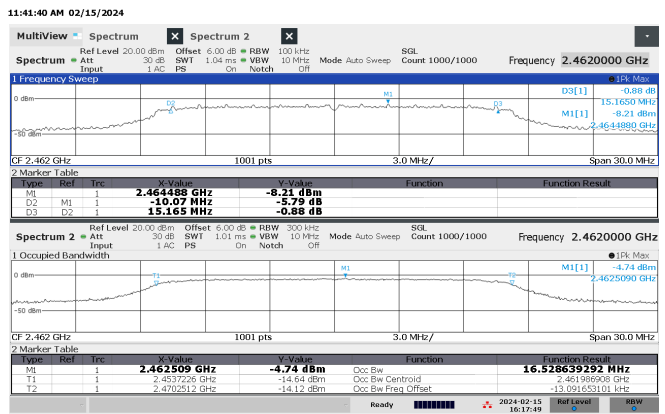 11:41:40 AM 02/15/2024
MultiView Spectrum X Spectrum 2 X
Ref Level 20.00 dBm Offset 6.00 dB RBW 100 kHz SGL
Spectrum Att 30 dB SWT 1.04 ms VBW 10 MHz Mode Auto Sweep Count 1000/1000 Frequency 2.4620000 GHz
Input 1 AC PS On Notch Off
1 Frequency Sweep 1Pk Max
D3[1] -0.88 dB
15.1650 MHz
M1[1] -8.21 dBm
2.4644880 GHz
0 dBm
M1
D2
D3
-50 dBm
CF 2.462 GHz 1001 pts 3.0 MHz/ Span 30.0 MHz
2 Marker Table
Type Ref Trc X-Value Y-Value Function Function Result
M1 1 2.464488 GHz -8.21 dBm
D2 M1 1 -10.07 MHz -5.79 dB
D3 D2 1 15.165 MHz -0.88 dB
Ref Level 20.00 dBm Offset 6.00 dB RBW 300 kHz SGL
Spectrum 2 Att 30 dB SWT 1.01 ms VBW 10 MHz Mode Auto Sweep Count 1000/1000 Frequency 2.4620000 GHz
Input 1 AC PS On Notch Off
1 Occupied Bandwidth 1Pk Max
M1[1] -4.74 dBm
2.4625090 GHz
0 dBm
T1
M1
T2
-50 dBm
CF 2.462 GHz 1001 pts 3.0 MHz/ Span 30.0 MHz
2 Marker Table
Type Ref Trc X-Value Y-Value Function Function Result
M1 1 2.462509 GHz -4.74 dBm Occ Bw 16.528639292 MHz
T1 1 2.4537226 GHz -14.64 dBm Occ Bw Centroid 2.461986908 GHz
T2 1 2.4702512 GHz -14.12 dBm Occ Bw Freq Offset -13.091653101 kHz
Ready 2024-02-15 16:17:49 Ref Level RBW